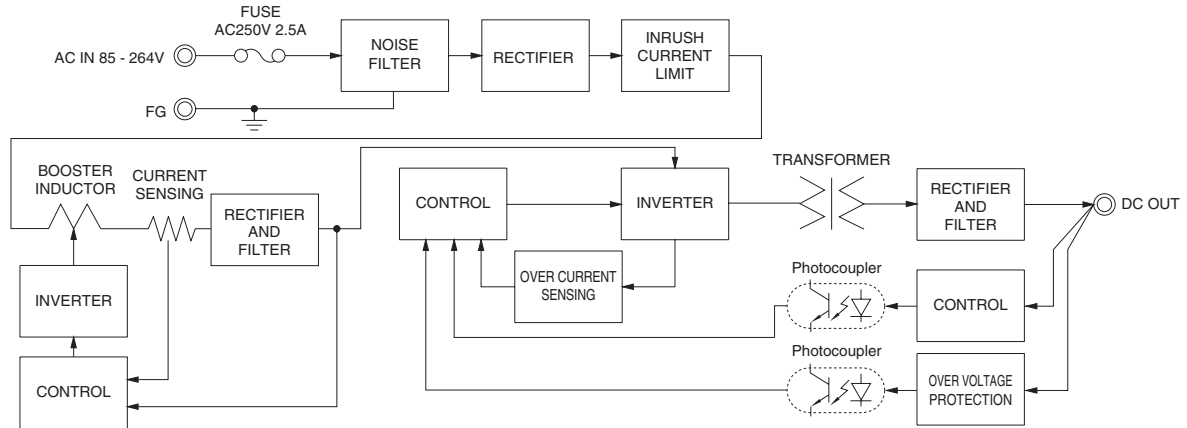 FUSE
AC250V 2.5A
AC IN 85 - 264V
NOISE
FILTER
RECTIFIER
INRUSH
CURRENT
LIMIT
FG
BOOSTER
INDUCTOR
CURRENT
SENSING
RECTIFIER
AND
FILTER
CONTROL
INVERTER
TRANSFORMER
RECTIFIER
AND
FILTER
DC OUT
OVER CURRENT
SENSING
INVERTER
Photocoupler
CONTROL
CONTROL
Photocoupler
OVER VOLTAGE
PROTECTION